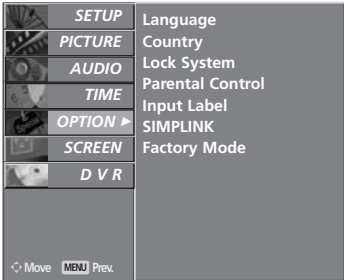 SETUP
PICTURE
AUDIO
TIME
OPTION ►
SCREEN
D V R
Language
Country
Lock System
Parental Control
Input Label
SIMPLINK
Factory Mode
Move MENU Prev.